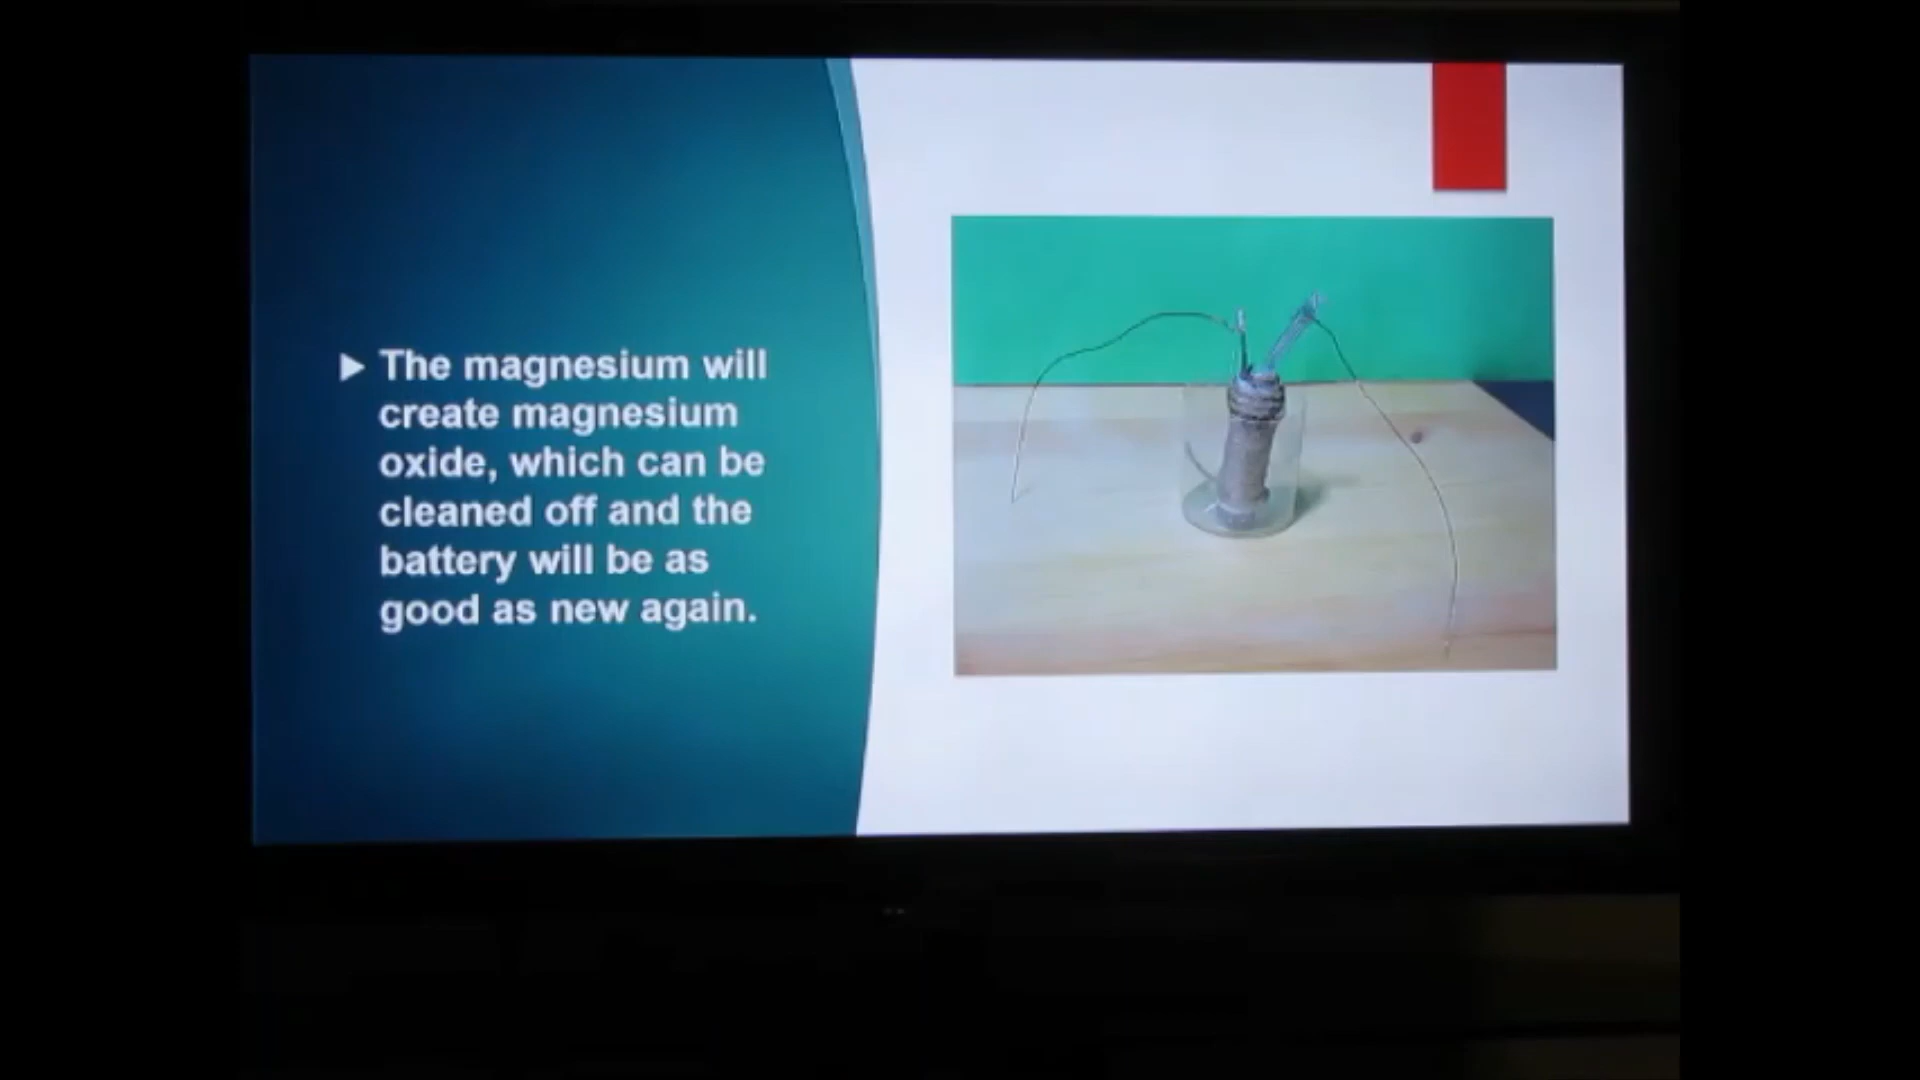 The magnesium will
create magnesium
oxide, which can be
cleaned off and the
battery will be as
good as new again.